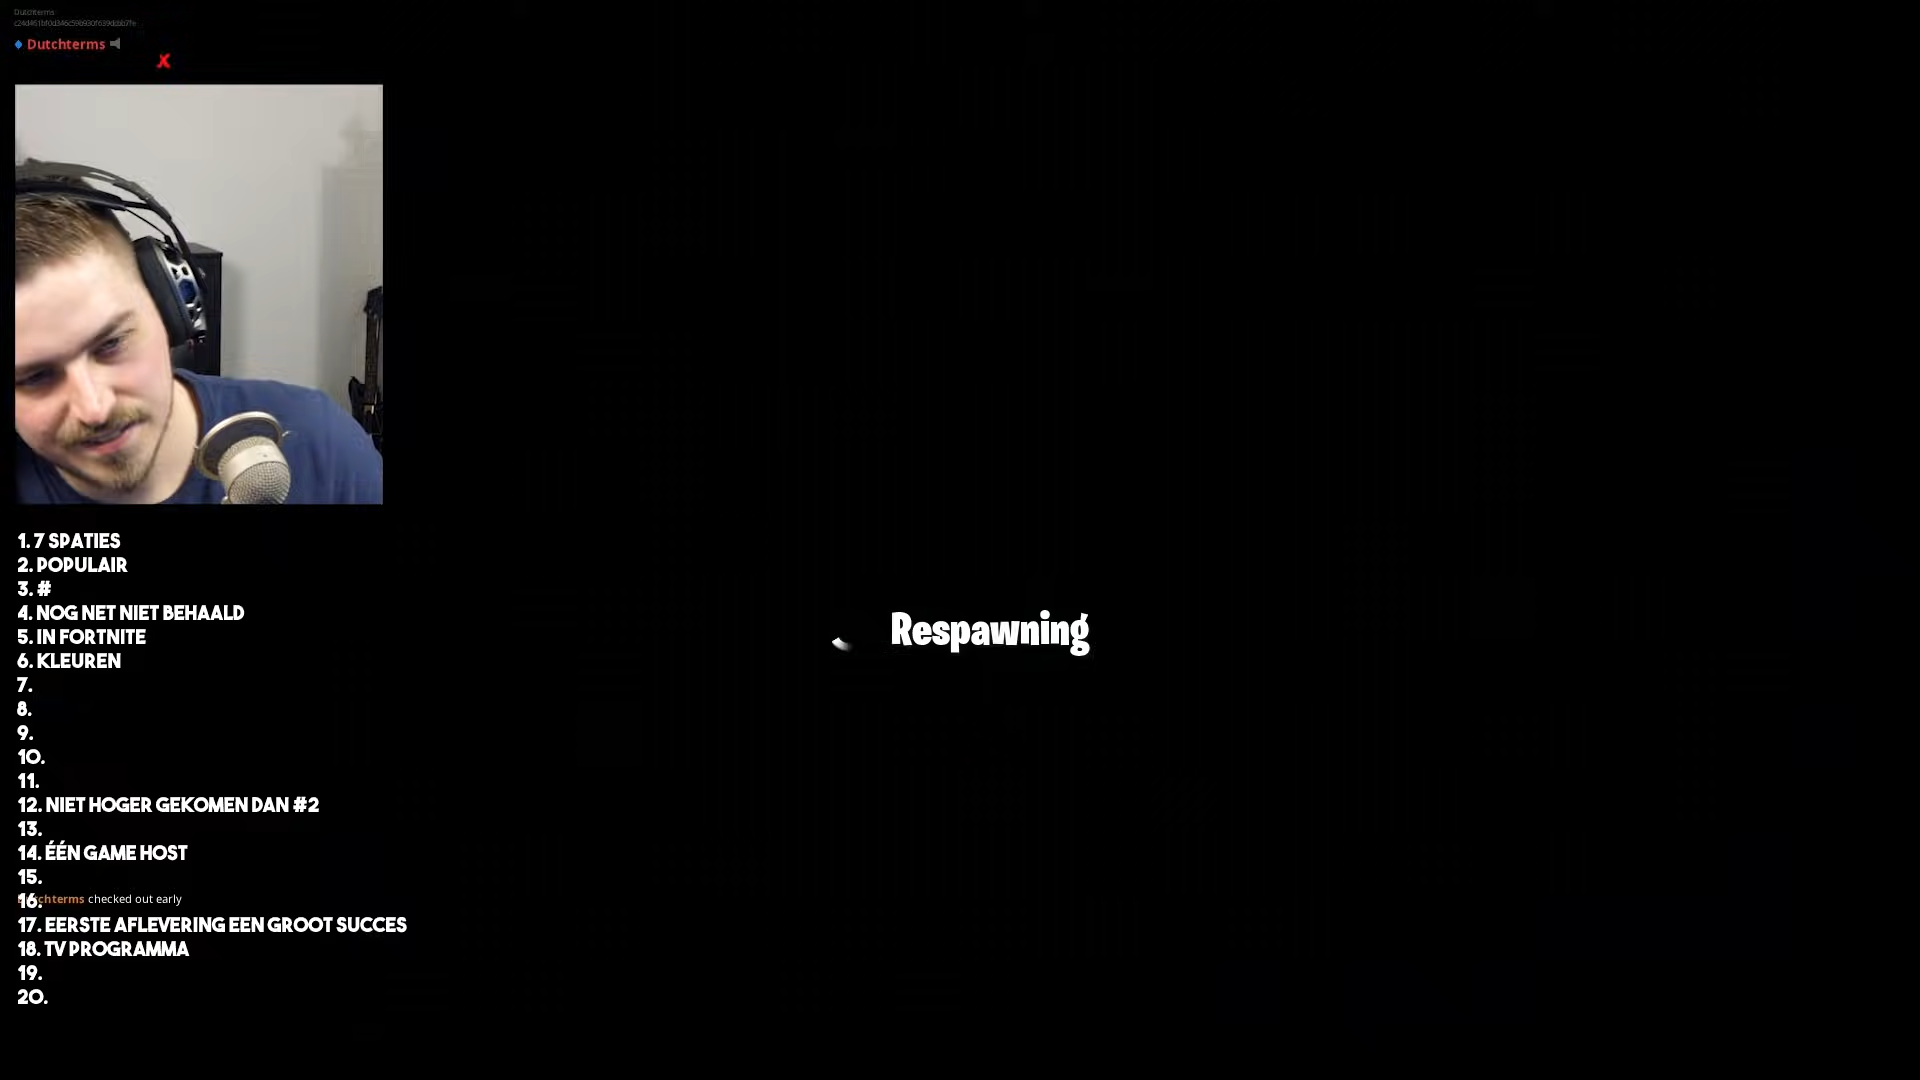 Dutchterms
Dutchterms
x
1. 7 SPATIES
2. POPULAIR
3. #
4. NOG NET NIET BEHAALD
5. IN FORTNITE
6. KLEUREN
7.
8.
9.
10.
11.
12. NIET HOGER GEKOMEN DAN #2
13.
14. ÉÉN GAME HOST
15.
16.
chterms checked out early
17. EERSTE AFLEVERING EEN GROOT SUCCES
18. TV PROGRAMMA
19.
20.
Respawning